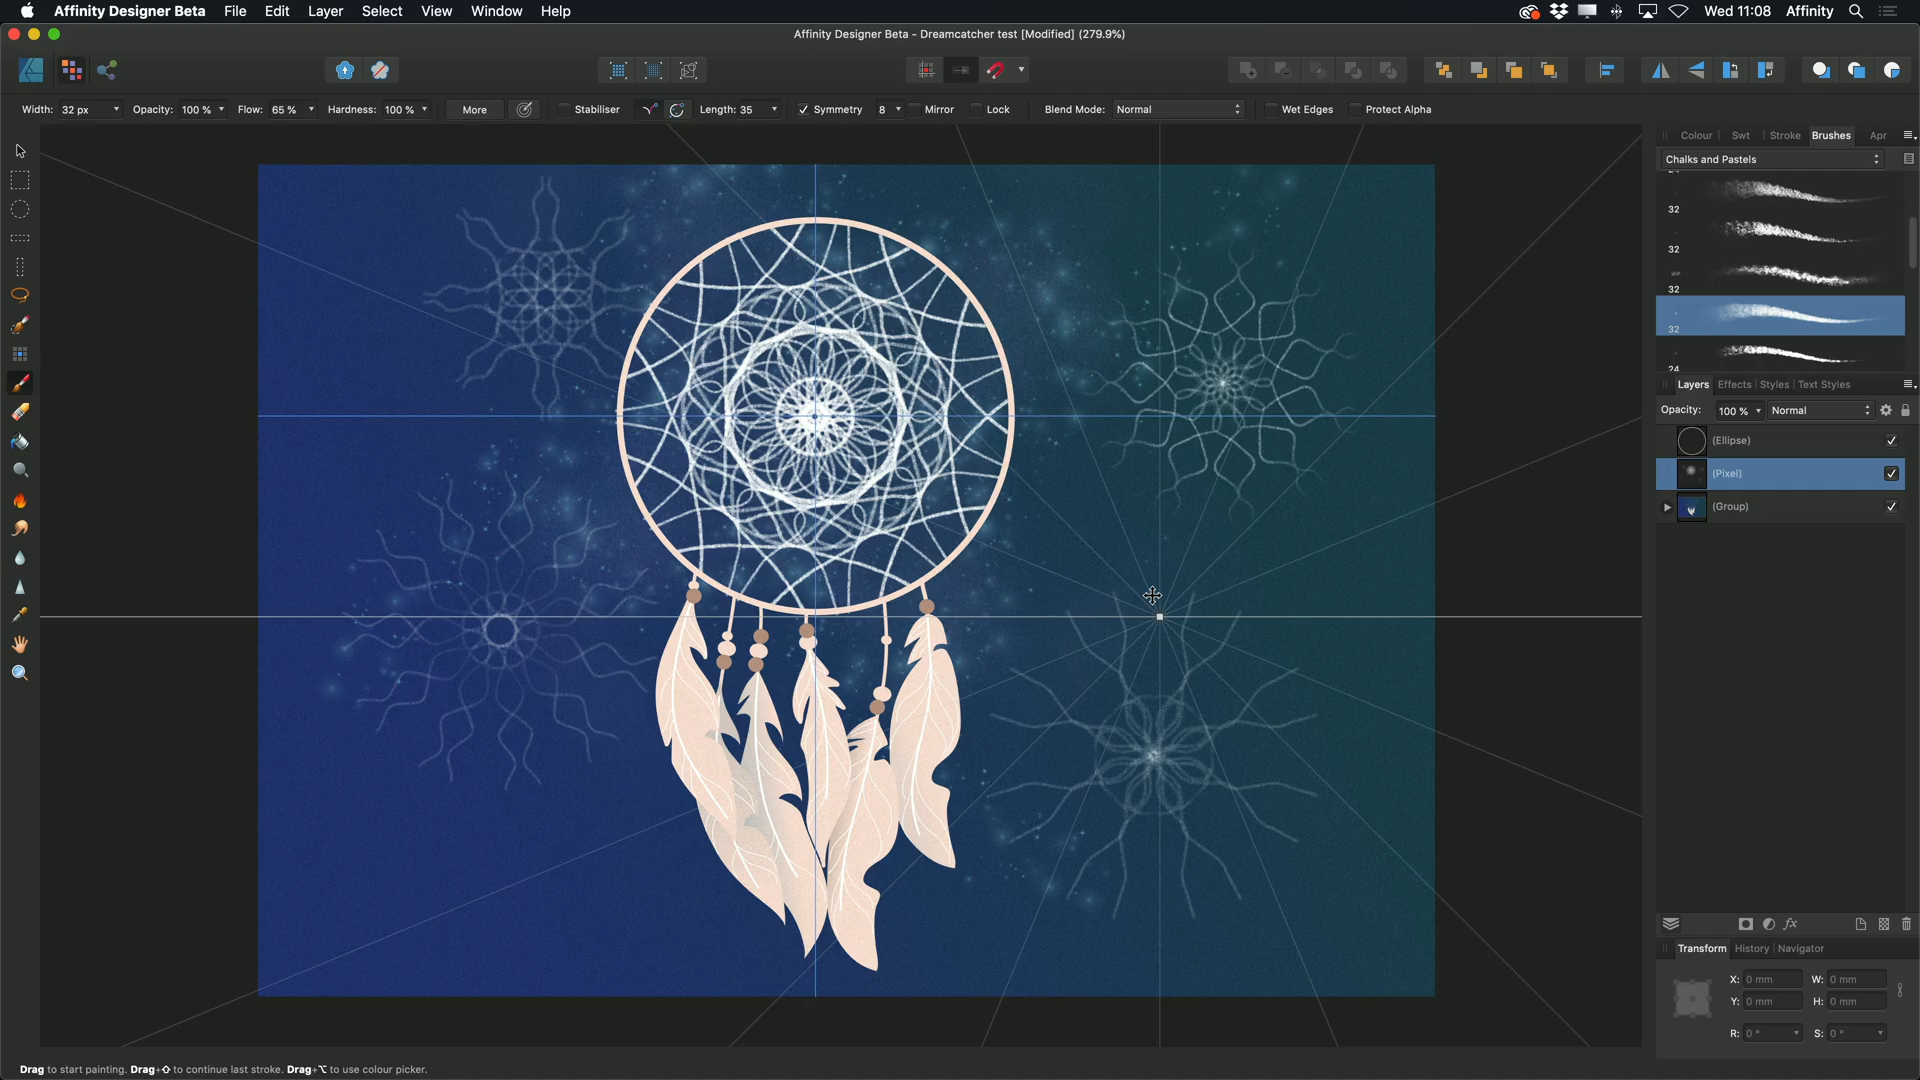 Affinity Designer Beta File Edit Layer Select View Window Help Wed 11:08 Affinity
Affinity Designer Beta - Dreamcatcher test [Modified] (279.9%)
Width: 32 px Opacity: 100 % Flow: 65 % Hardness: 100 % More Stabiliser Length: 35 Symmetry 8 Mirror Lock Blend Mode: Normal Wet Edges Protect Alpha
Colour Swt Stroke Brushes Apr
Chalks and Pastels
24
32
32
32
32
24
Layers Effects Styles Text Styles
Opacity: 100 % Normal
(Ellipse)
(Pixel)
(Group)
fx
Transform History Navigator
X: 0 mm W: 0 mm
Y: 0 mm H: 0 mm
R: 0 ° S: 0 °
Drag to start painting. Drag+⇧ to continue last stroke. Drag+⌥ to use colour picker.